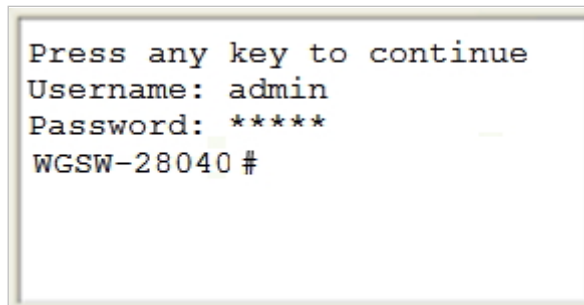 Press any key to continue
Username: admin
Password: *****
WGSW-28040 #